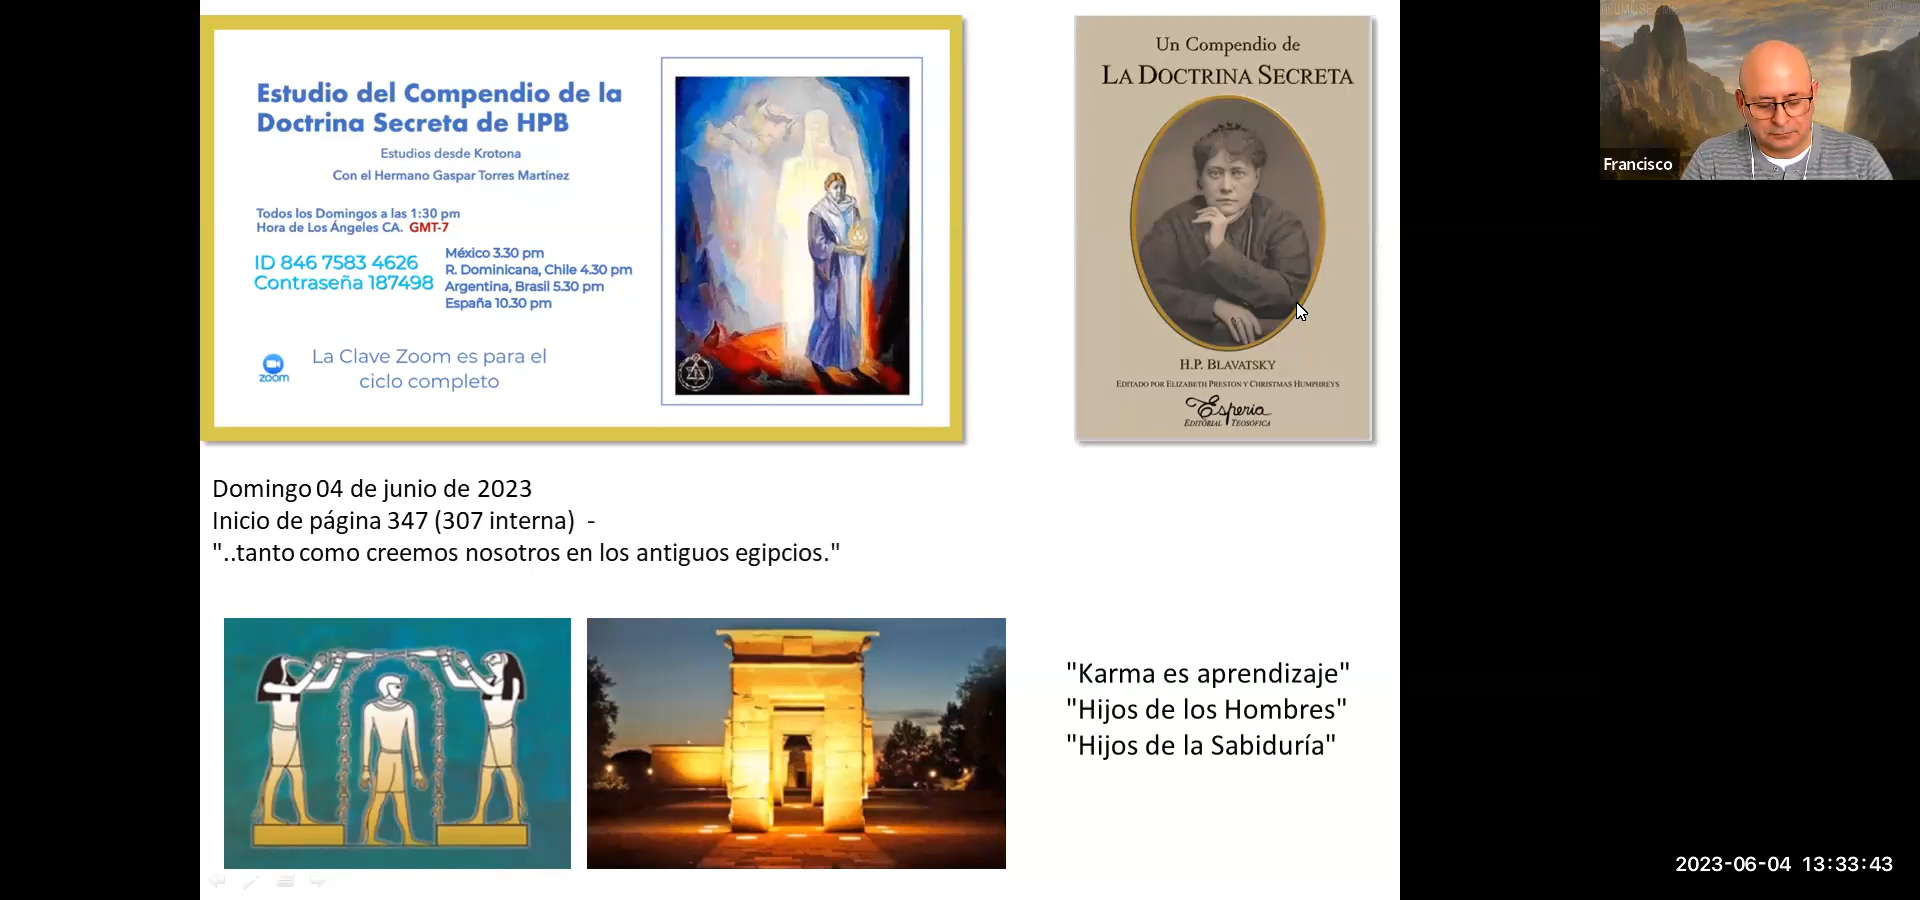 Estudio del Compendio de la
Doctrina Secreta de HPB
Estudios desde Krotona
Con el Hermano Gaspar Torres Martínez
Todos los Domingos a las 1:30 pm
Hora de Los Ángeles CA. GMT-7
ID 846 7583 4626
Contraseña 187498
México 3.30 pm
R. Dominicana, Chile 4.30 pm
Argentina, Brasil 5.30 pm
España 10.30 pm
zoom
La Clave Zoom es para el
ciclo completo
Un Compendio de
LA DOCTRINA SECRETA
H.P. BLAVATSKY
EDITADO POR ELIZABETH PRESTON Y CHRISTMAS HUMPHREYS
Esperia
EDITORIAL TEOSÓFICA
Francisco
Domingo 04 de junio de 2023
Inicio de página 347 (307 interna) -
"..tanto como creemos nosotros en los antiguos egipcios."
"Karma es aprendizaje"
"Hijos de los Hombres"
"Hijos de la Sabiduría"
2023-06-04 13:33:43